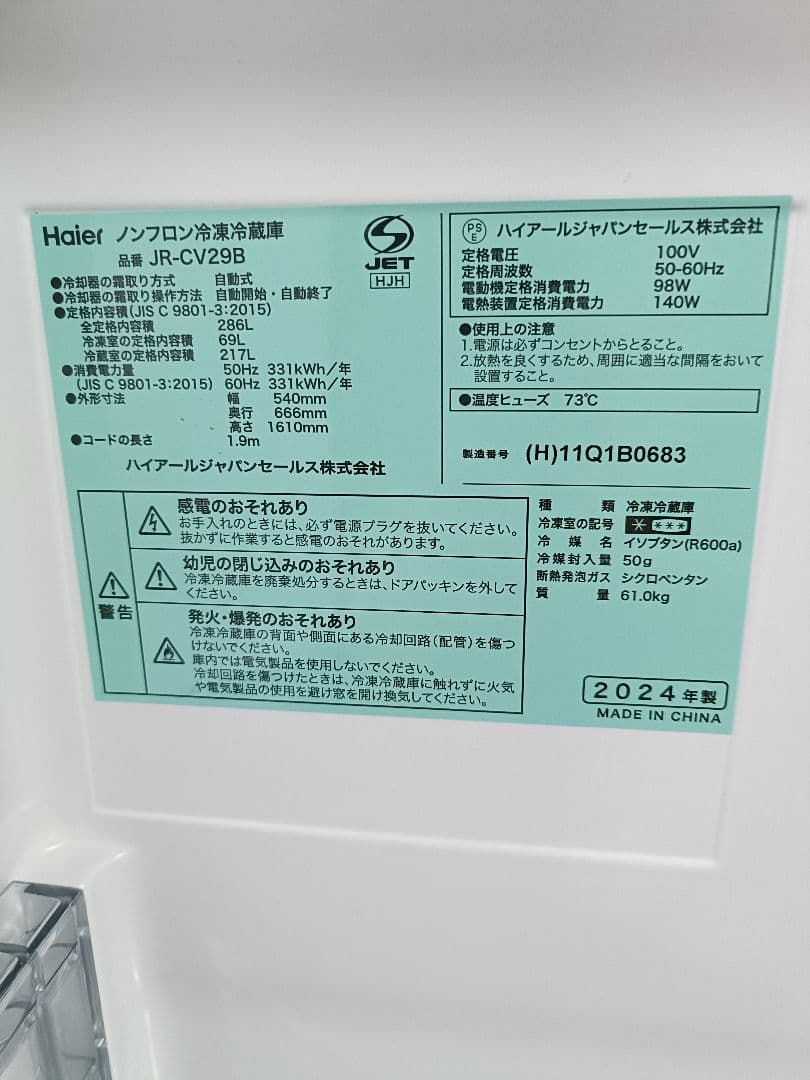 Haier ノンフロン冷凍冷蔵庫
品番 JR-CV29B
●冷却器の霜取り方式 自動式
●冷却器の霜取り操作方法 自動開始・自動終了
●定格内容積(JIS C 9801-3:2015)
全定格内容積 286L
冷凍室の定格内容積 69L
冷蔵室の定格内容積 217L
●消費電力量 50Hz 331kWh/年
(JIS C 9801-3:2015) 60Hz 331kWh/年
●外形寸法 幅 540mm
奥行 666mm
高さ 1610mm
●コードの長さ 1.9m
ハイアールジャパンセールス株式会社
JET
HJH
PSE ハイアールジャパンセールス株式会社
定格電圧 100V
定格周波数 50-60Hz
電動機定格消費電力 98W
電熱装置定格消費電力 140W
●使用上の注意
1.電源は必ずコンセントからとること。
2.放熱を良くするため、周囲に適当な間隔をおいて
設置すること。
●温度ヒューズ 73℃
製造番号 (H)11Q1B0683
警告
感電のおそれあり
お手入れのときには、必ず電源プラグを抜いてください。
抜かずに作業すると感電のおそれがあります。
幼児の閉じ込みのおそれあり
冷凍冷蔵庫を廃棄処分するときは、ドアパッキンを外して
ください。
発火・爆発のおそれあり
冷凍冷蔵庫の背面や側面にある冷却回路(配管)を傷つ
けないでください。
庫内では電気製品を使用しないでください。
冷却回路を傷つけたときは、冷凍冷蔵庫に触れずに火気
や電気製品の使用を避け窓を開け換気してください。
種類 冷凍冷蔵庫
冷凍室の記号 * ***
冷媒名 イソブタン(R600a)
冷媒封入量 50g
断熱発泡ガス シクロペンタン
質量 61.0kg
2024年製
MADE IN CHINA